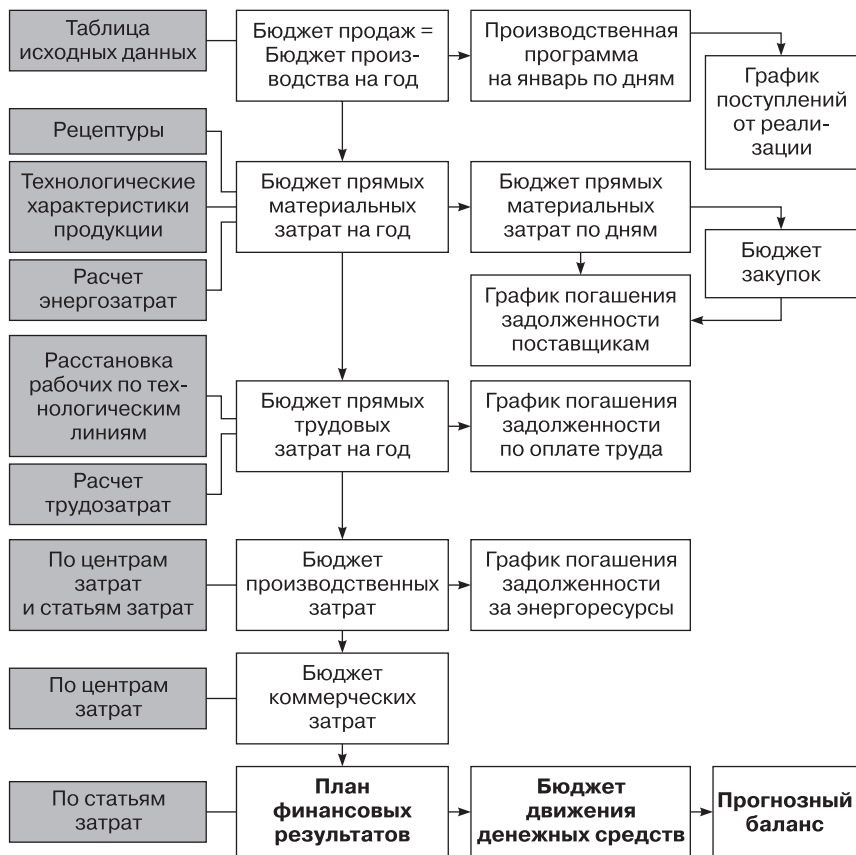 Таблица
исходных данных
Бюджет продаж =
Бюджет произ-
водства на год
Производственная
программа
на январь по дням
График
поступлений
от реали-
зации
Рецептуры
Технологические
характеристики
продукции
Расчет
энергозатрат
Бюджет прямых
материальных
затрат на год
Бюджет прямых
материальных
затрат по дням
Бюджет
закупок
График погашения
задолженности
поставщикам
Расстановка
рабочих по тех-
нологическим
линиям
Расчет
трудозатрат
Бюджет прямых
трудовых
затрат на год
График погашения
задолженности
по оплате труда
По центрам
затрат
и статьям затрат
Бюджет
производственных
затрат
График погашения
задолженности
за энергоресурсы
По центрам
затрат
Бюджет
коммерческих
затрат
По статьям
затрат
План
финансовых
результатов
Бюджет
движения
денежных средств
Прогнозный
баланс